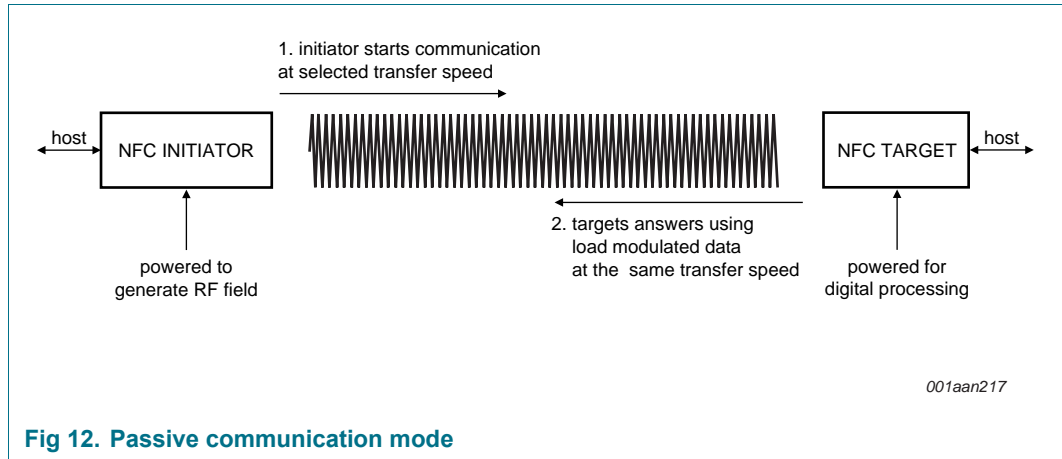 1. initiator starts communication
at selected transfer speed
host
NFC INITIATOR
NFC TARGET
host
2. targets answers using
load modulated data
at the same transfer speed
powered to
generate RF field
powered for
digital processing
001aan217
Fig 12. Passive communication mode